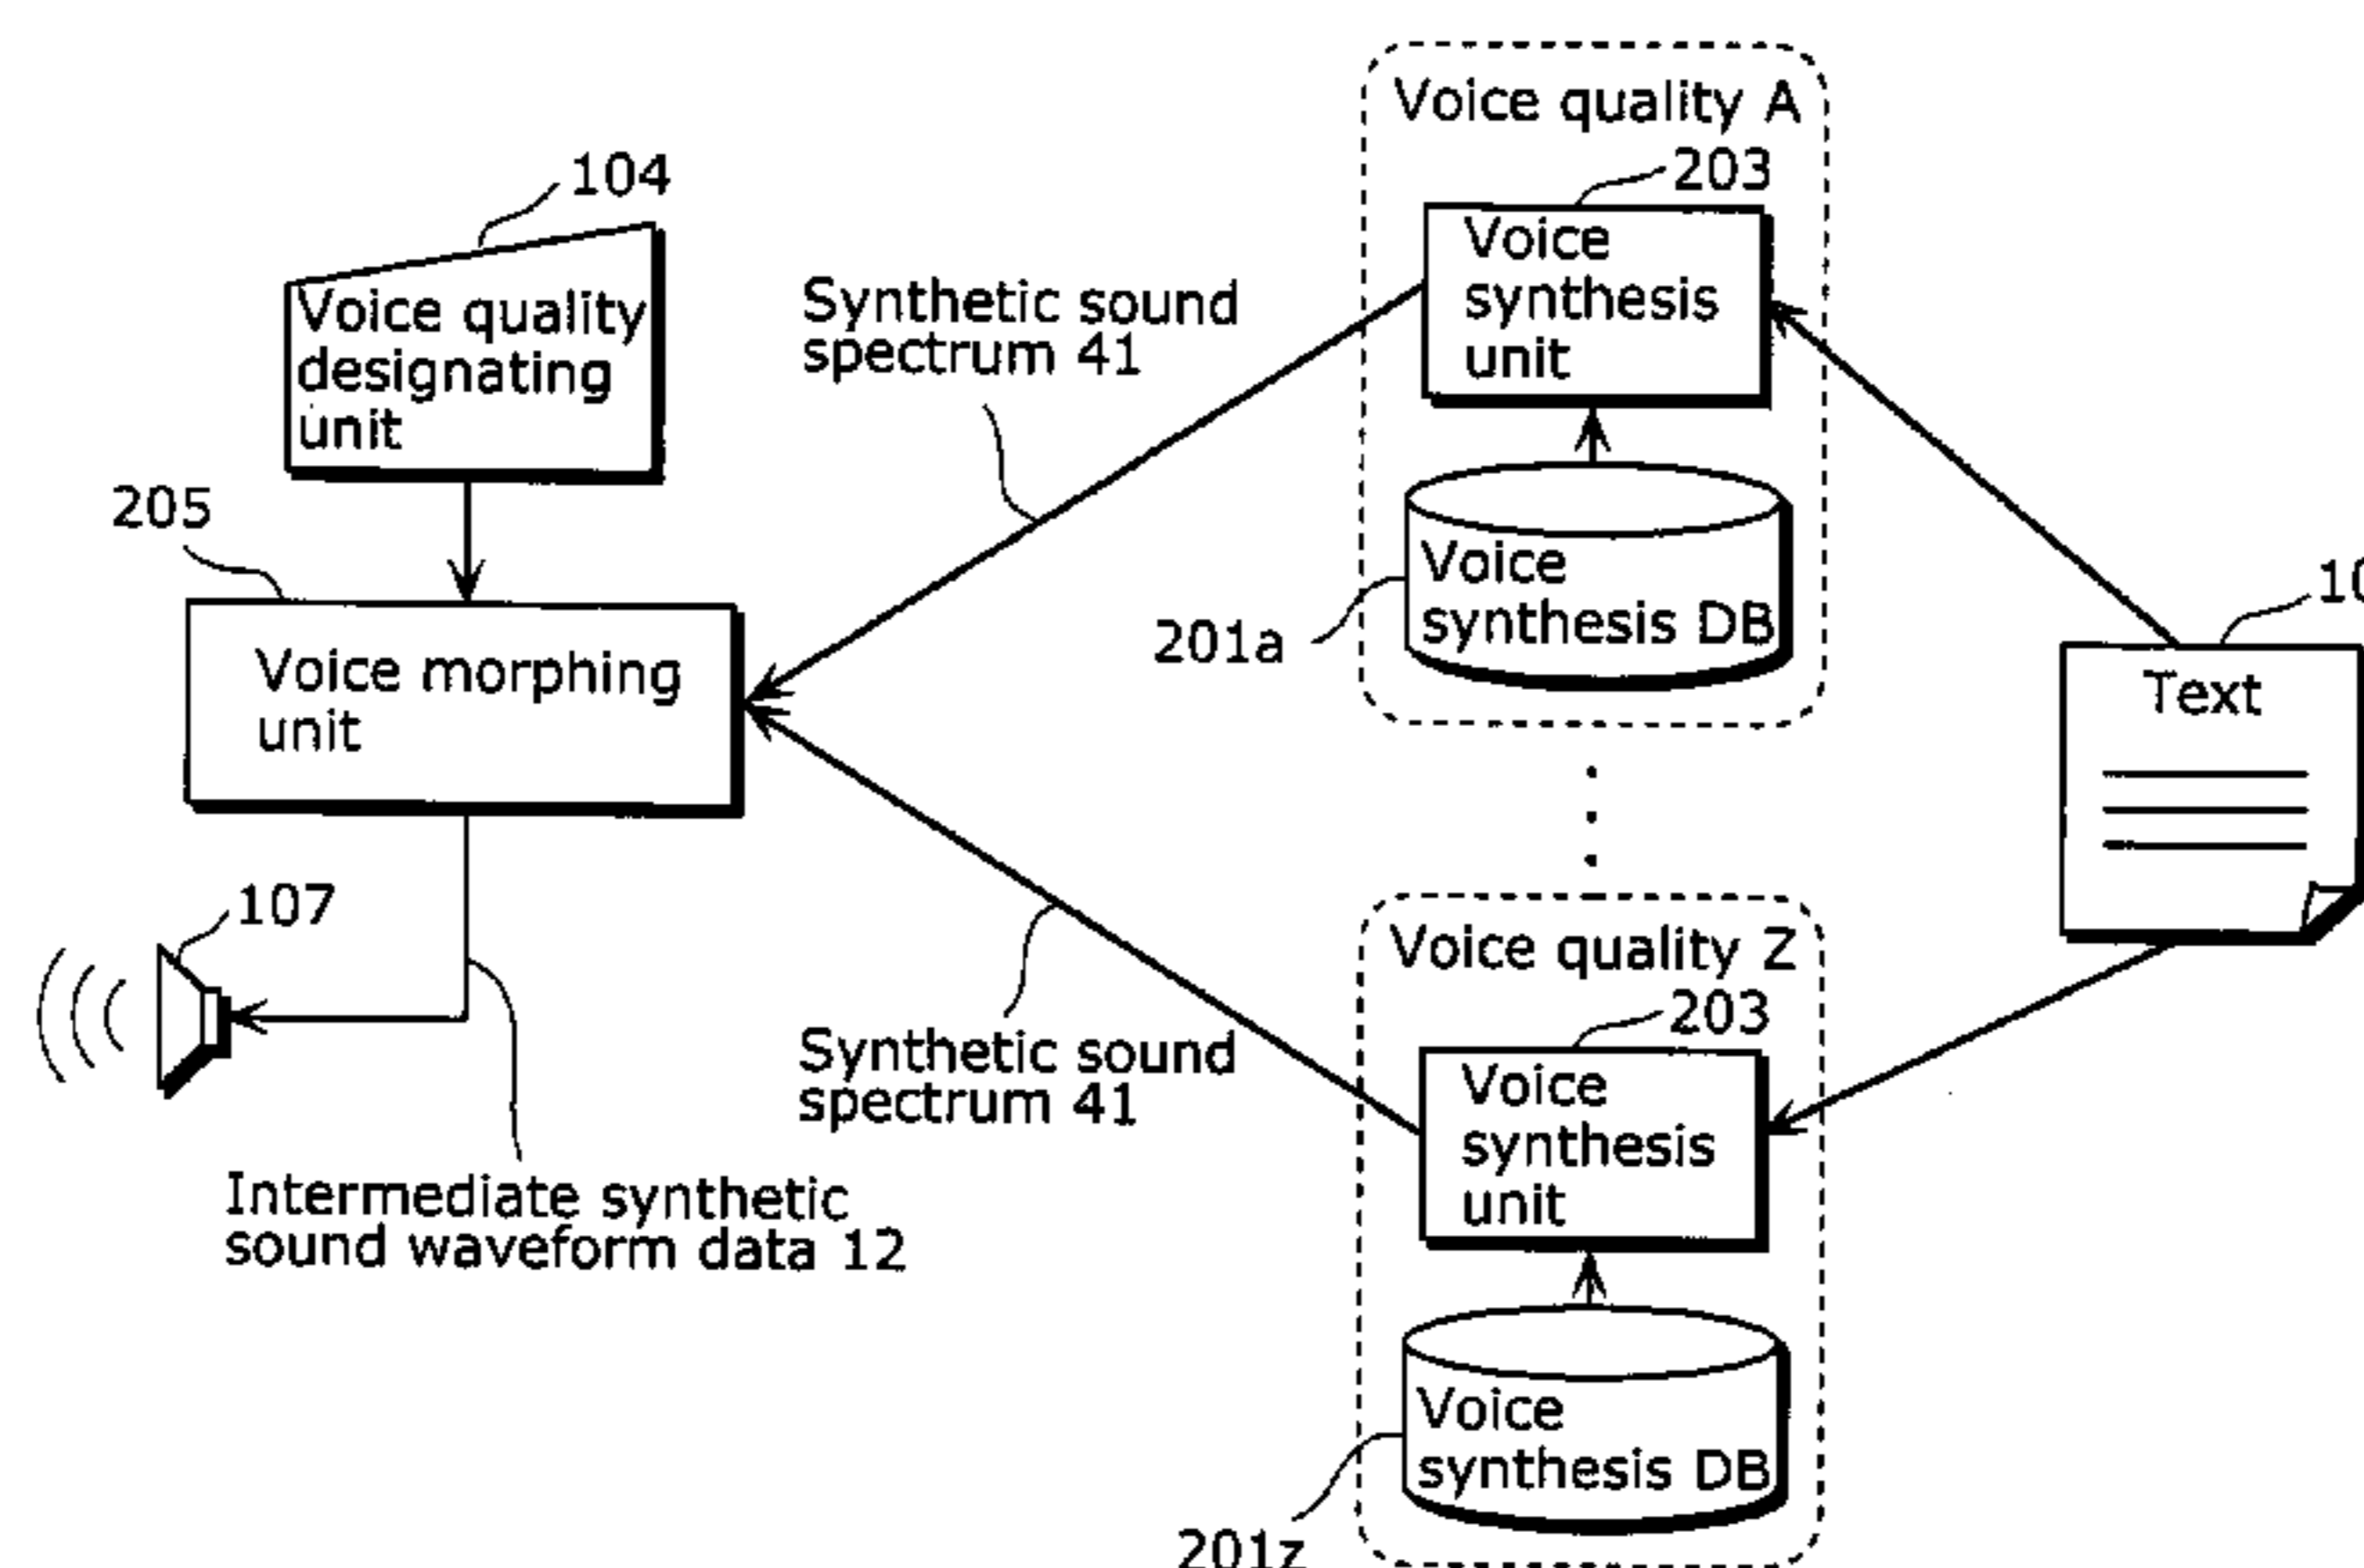 104
Voice quality
designating
unit
205
Voice morphing
unit
107
Intermediate synthetic
sound waveform data 12
Synthetic sound
spectrum 41
Synthetic sound
spectrum 41
Voice quality A
203
Voice
synthesis
unit
Voice
synthesis DB
201a
Voice quality Z
203
Voice
synthesis
unit
Voice
synthesis DB
201z
Text